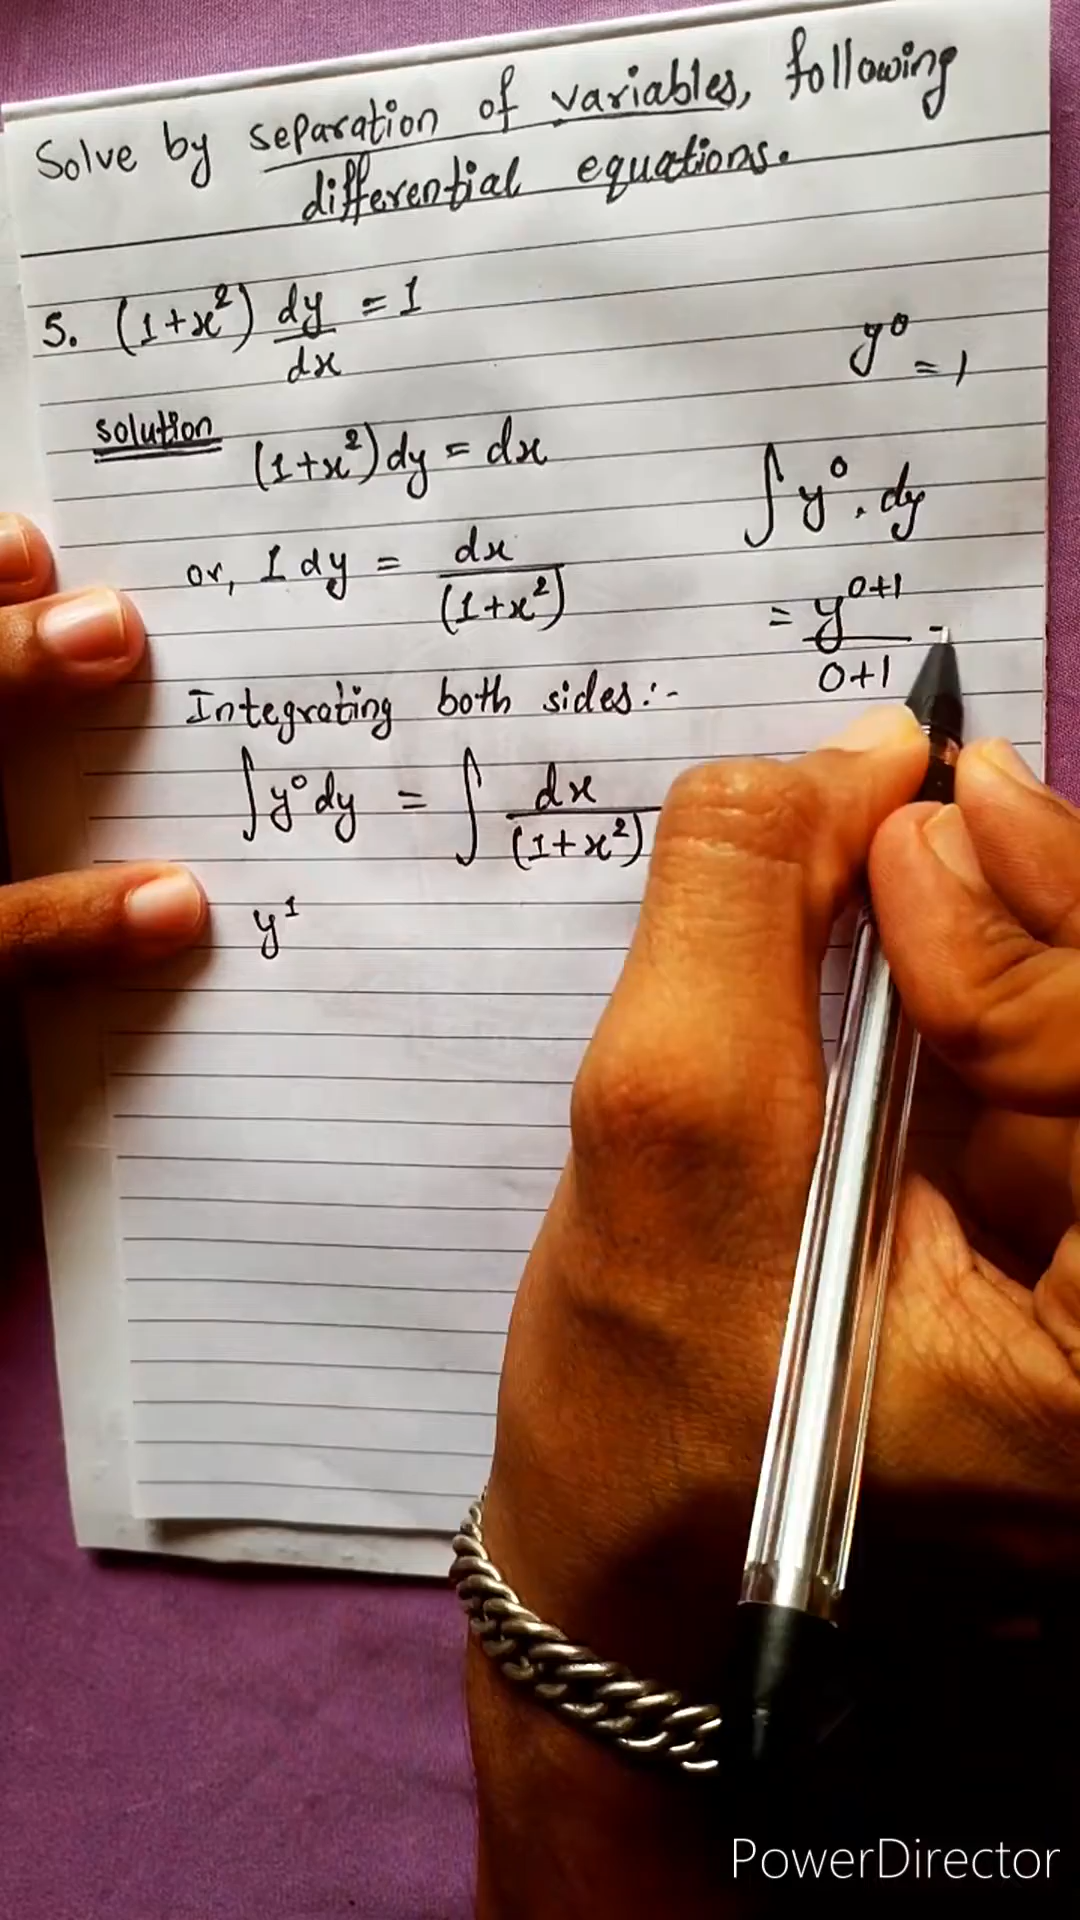 Solve by separation of variables, following
differential equations.
5. (1+x²) dy/dx = 1
y⁰ = 1
solution
(1+x²)dy = dx
∫y⁰. dy
or, 1 dy = dx/(1+x²)
= y⁰⁺¹/0+1 -
Integrating both sides:-
∫y⁰dy = ∫ dx/(1+x²)
y¹
PowerDirector